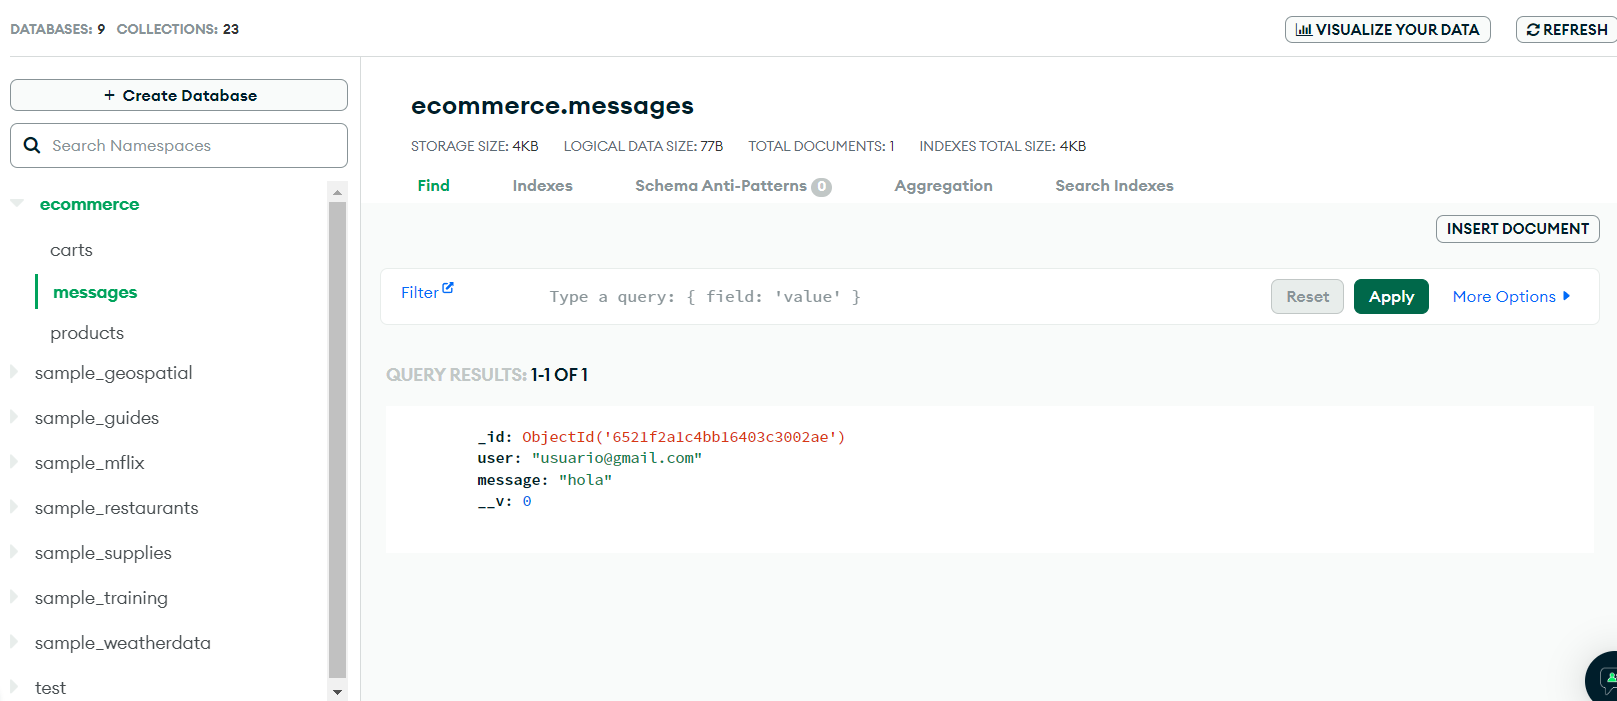 DATABASES: 9 COLLECTIONS: 23
VISUALIZE YOUR DATA
REFRESH
+ Create Database
Search Namespaces
ecommerce
carts
messages
products
sample_geospatial
sample_guides
sample_mflix
sample_restaurants
sample_supplies
sample_training
sample_weatherdata
test
ecommerce.messages
STORAGE SIZE: 4KB LOGICAL DATA SIZE: 77B TOTAL DOCUMENTS: 1 INDEXES TOTAL SIZE: 4KB
Find Indexes Schema Anti-Patterns 0 Aggregation Search Indexes
INSERT DOCUMENT
Filter Type a query: { field: 'value' } Reset Apply More Options
QUERY RESULTS: 1-1 OF 1
_id: ObjectId('6521f2a1c4bb16403c3002ae')
user: "usuario@gmail.com"
message: "hola"
__v: 0